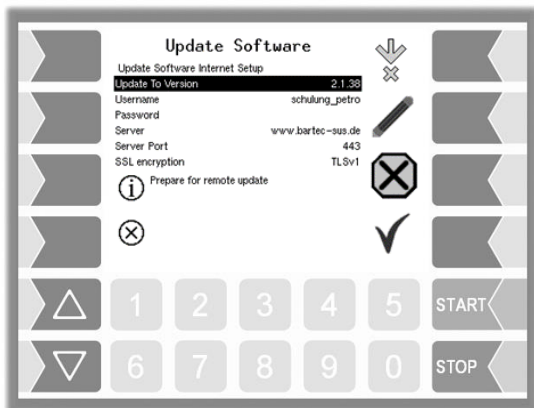 Update Software
Update Software Internet Setup
Update To Version 2.1.38
Username schulung_petro
Password
Server www.bartec-sus.de
Server Port 443
SSL encryption TLSv1
Prepare for remote update
1 2 3 4 5 START
6 7 8 9 0 STOP